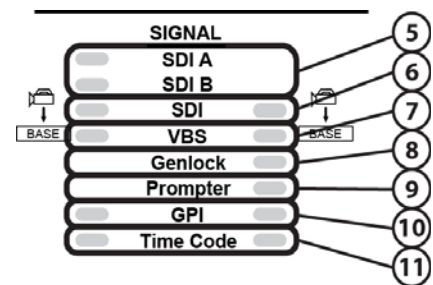 SIGNAL
5
SDI A
6
SDI B
SDI
7
BASE
VBS
BASE
8
Genlock
Prompter
9
GPI
10
Time Code
11